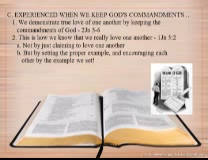 C. EXPERIENCED WHEN WE KEEP GOD'S COMMANDMENTS...
1. We demonstrate true love of one another by keeping the
commandments of God - 2Jn 5-6
2. This is how we know that we really love one another - 1Jn 5:2
a. Not by just claiming to love one another
b. But by setting the proper example, and encouraging each
other by the example we set!